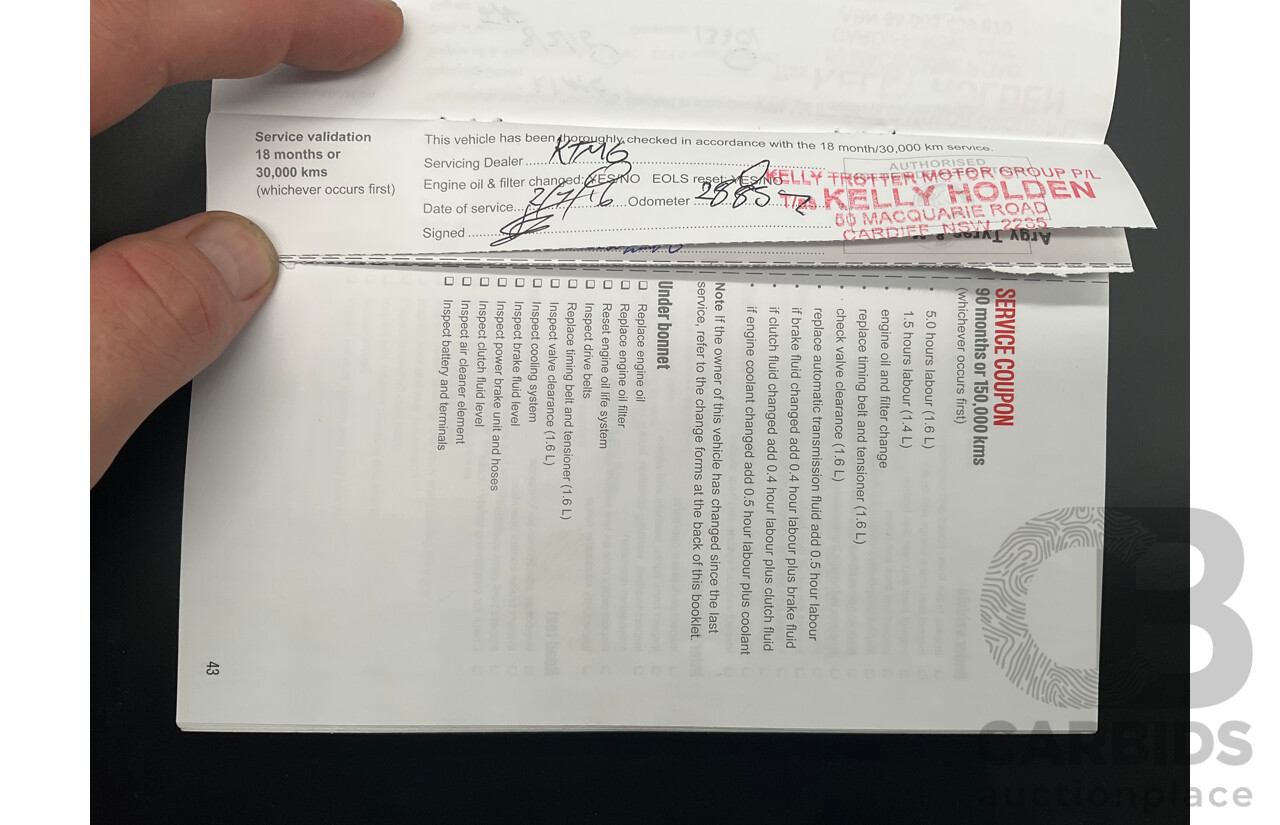 Service validation
18 months or
30,000 kms
(whichever occurs first)
This vehicle has been thoroughly checked in accordance with the 18 month/30,000 km service.
Servicing Dealer KTMG
Engine oil & filter changed: YES/NO EOLS reset: YES/NO
Date of service 7/7/16 Odometer 28857
Signed
AUTHORISED
KELLY TROTTER MOTOR GROUP P/L
T/as KELLY HOLDEN
50 MACQUARIE ROAD
CARDIFF NSW 2285
SERVICE COUPON
90 months or 150,000 kms
(whichever occurs first)
• 5.0 hours labour (1.6 L)
• 1.5 hours labour (1.4 L)
• engine oil and filter change
• replace timing belt and tensioner (1.6 L)
• check valve clearance (1.6 L)
• replace automatic transmission fluid add 0.5 hour labour
• if brake fluid changed add 0.4 hour labour plus brake fluid
• if clutch fluid changed add 0.4 hour labour plus clutch fluid
• if engine coolant changed add 0.5 hour labour plus coolant
Note If the owner of this vehicle has changed since the last
service, refer to the change forms at the back of this booklet.
Under bonnet
☐ Replace engine oil
☐ Replace engine oil filter
☐ Reset engine oil life system
☐ Inspect drive belts
☐ Replace timing belt and tensioner (1.6 L)
☐ Inspect valve clearance (1.6 L)
☐ Inspect cooling system
☐ Inspect brake fluid level
☐ Inspect power brake unit and hoses
☐ Inspect clutch fluid level
☐ Inspect air cleaner element
☐ Inspect battery and terminals
43
CB
CARBIDS
auctionplace